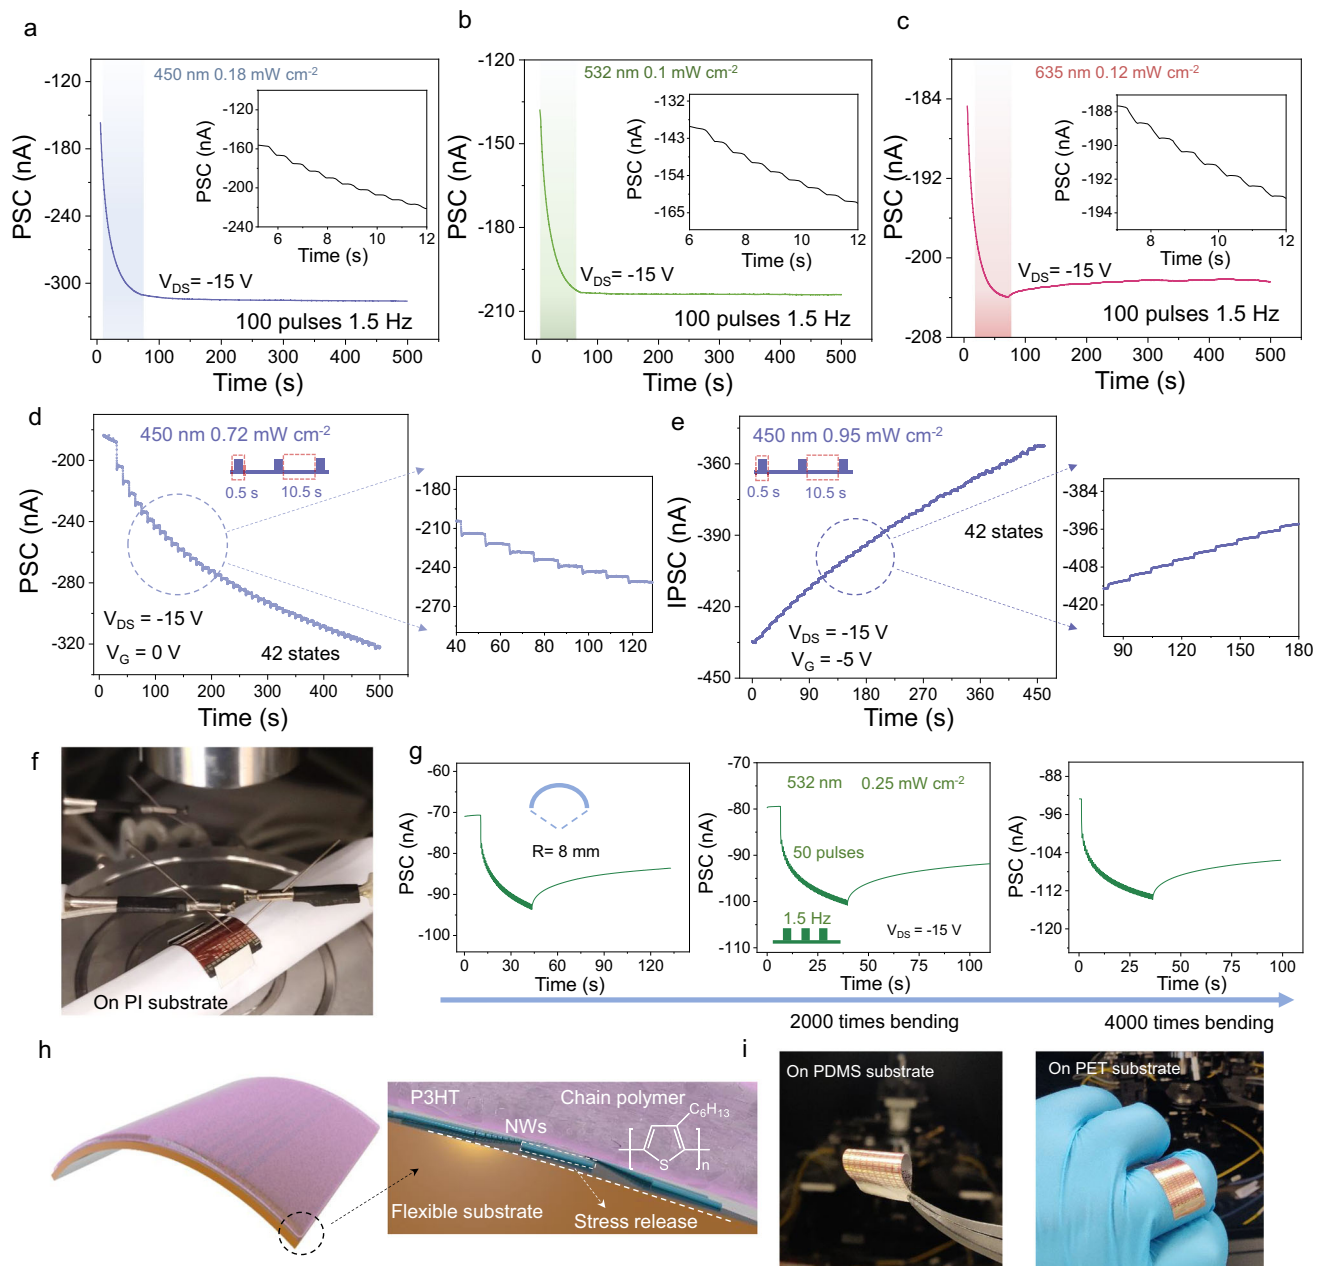 a
450 nm 0.18 mW cm-2
PSC (nA)
-120
-180
-240
-300
0 100 200 300 400 500
Time (s)
VDS= -15 V
100 pulses 1.5 Hz
PSC (nA)
-120
-140
-160
-180
-200
-220
-240
6 8 10 12
Time (s)
b
532 nm 0.1 mW cm-2
PSC (nA)
-120
-150
-180
-210
0 100 200 300 400 500
Time (s)
VDS= -15 V
100 pulses 1.5 Hz
PSC (nA)
-132
-143
-154
-165
6 8 10 12
Time (s)
c
635 nm 0.12 mW cm-2
PSC (nA)
-184
-192
-200
-208
0 100 200 300 400 500
Time (s)
VDS= -15 V
100 pulses 1.5 Hz
PSC (nA)
-188
-190
-192
-194
8 10 12
Time (s)
d
450 nm 0.72 mW cm-2
0.5 s
10.5 s
PSC (nA)
-200
-240
-280
-320
0 100 200 300 400 500
Time (s)
VDS = -15 V
VG = 0 V
42 states
-180
-210
-240
-270
40 60 80 100 120
e
450 nm 0.95 mW cm-2
0.5 s
10.5 s
IPSC (nA)
-360
-390
-420
-450
0 90 180 270 360 450
Time (s)
VDS = -15 V
VG = -5 V
42 states
-384
-396
-408
-420
90 120 150 180
f
On PI substrate
g
PSC (nA)
-60
-70
-80
-90
-100
0 30 60 90 120
Time (s)
R= 8 mm
PSC (nA)
-70
-80
-90
-100
-110
0 25 50 75 100
Time (s)
532 nm 0.25 mW cm-2
50 pulses
1.5 Hz
VDS = -15 V
PSC (nA)
-88
-96
-104
-112
-120
0 25 50 75 100
Time (s)
2000 times bending
4000 times bending
h
P3HT
Chain polymer
NWs
C6H13
S
n
Flexible substrate
Stress release
i
On PDMS substrate
On PET substrate